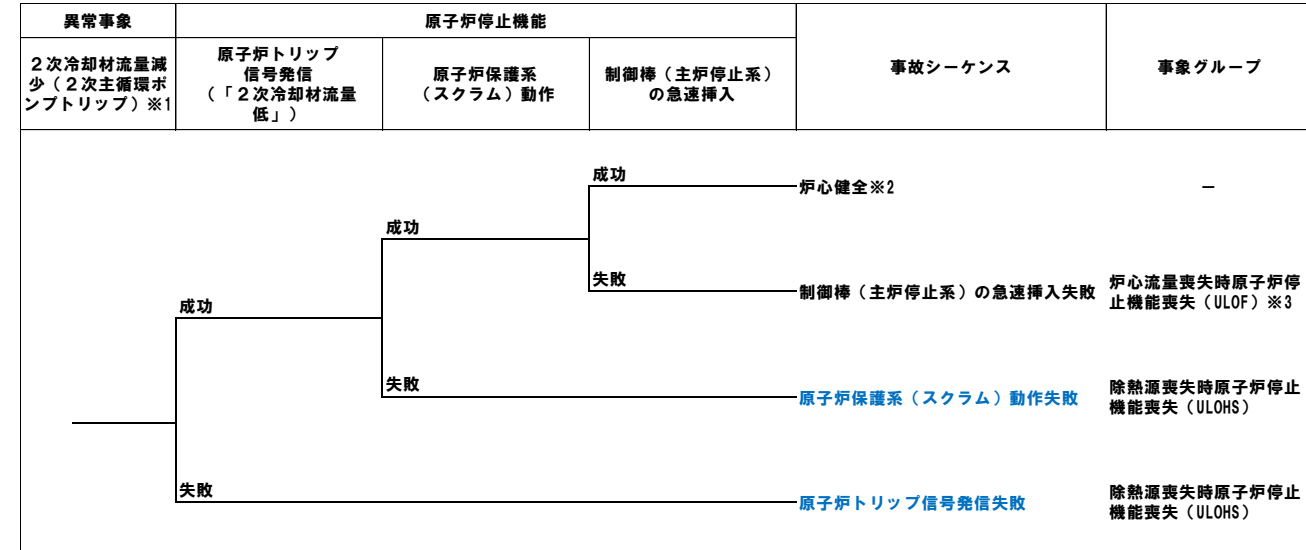 異常事象
原子炉停止機能
事故シーケンス
事象グループ
２次冷却材流量減
少（２次主循環ポ
ンプトリップ）※1
原子炉トリップ
信号発信
（「２次冷却材流量
低」）
原子炉保護系
（スクラム）動作
制御棒（主炉停止系）
の急速挿入
成功
炉心健全※2
－
成功
失敗
制御棒（主炉停止系）の急速挿入失敗
炉心流量喪失時原子炉停
止機能喪失（ULOF）※3
成功
失敗
原子炉保護系（スクラム）動作失敗
除熱源喪失時原子炉停止
機能喪失（ULOHS）
失敗
原子炉トリップ信号発信失敗
除熱源喪失時原子炉停止
機能喪失（ULOHS）